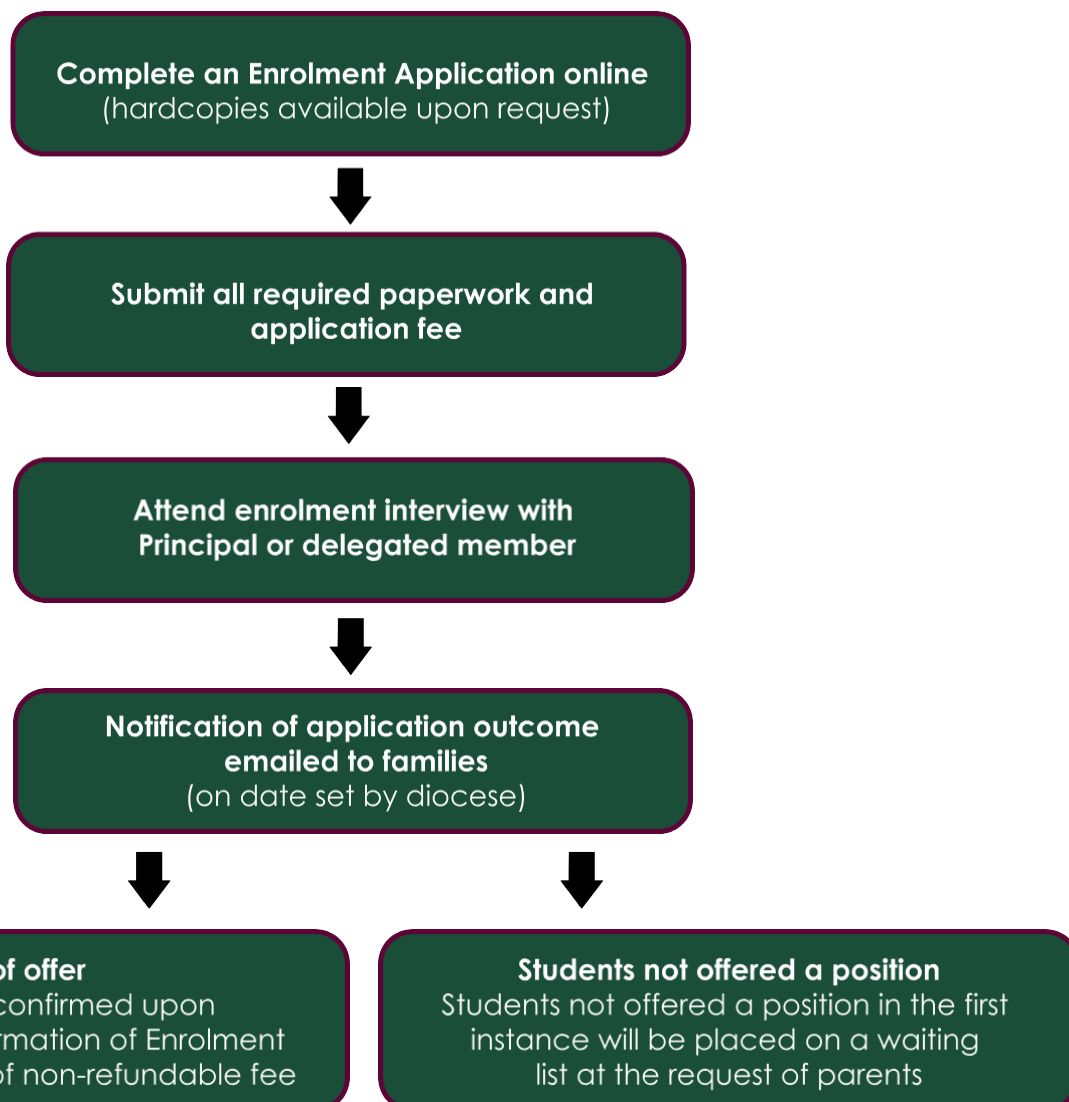 Complete an Enrolment Application online
(hardcopies available upon request)
Submit all required paperwork and
application fee
Attend enrolment interview with
Principal or delegated member
Notification of application outcome
emailed to families
(on date set by diocese)
of offer
confirmed upon
of Enrolment
of non-refundable fee
Students not offered a position
Students not offered a position in the first
instance will be placed on a waiting
list at the request of parents